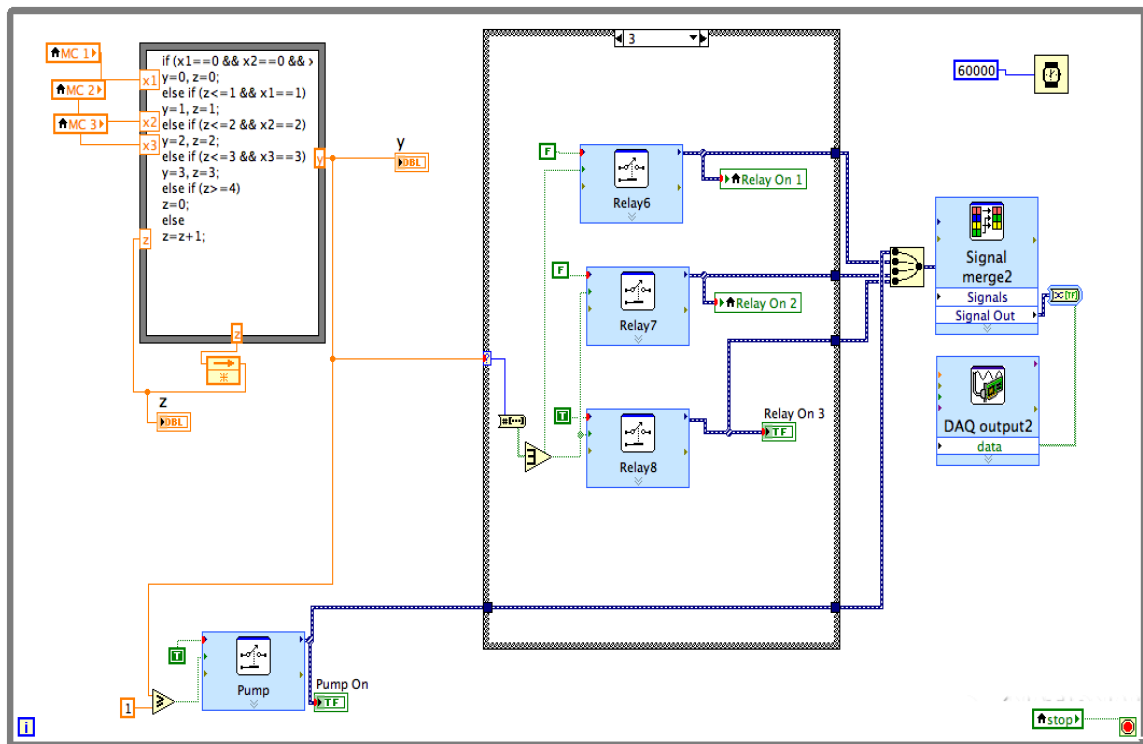 3
MC 1
MC 2
MC 3
x1
x2
x3
if (x1==0 && x2==0 && x
y=0, z=0;
else if (z<=1 && x1==1)
y=1, z=1;
else if (z<=2 && x2==2)
y=2, z=2;
else if (z<=3 && x3==3)
y=3, z=3;
else if (z>=4)
z=0;
else
z=z+1;
y
z
z
y
DBL
z
DBL
60000
F
Relay6
Relay On 1
F
Relay7
Relay On 2
T
Relay8
Relay On 3
TF
?
#[...]
Signal
merge2
Signals
Signal Out
[TF]
DAQ output2
data
T
Pump
Pump On
TF
1
i
stop